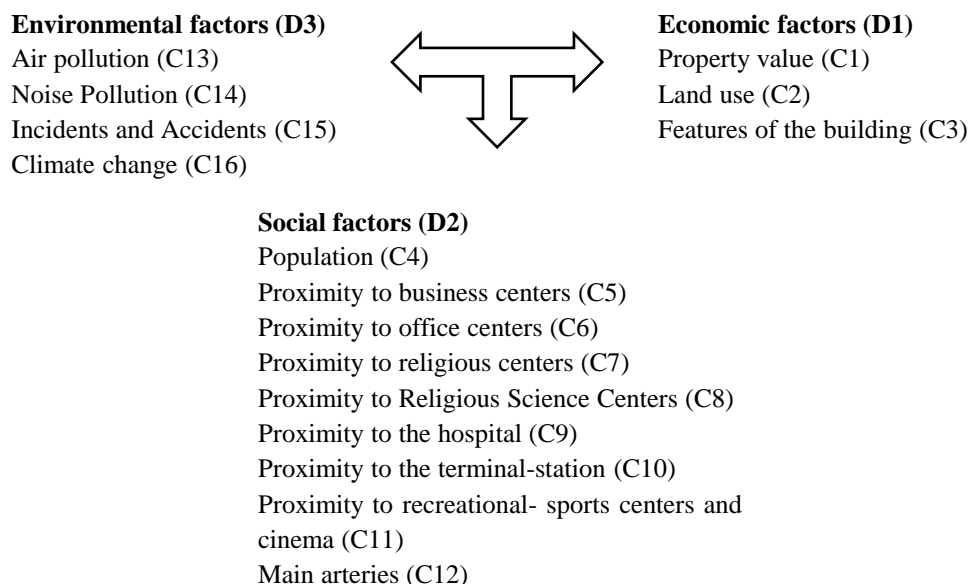 Environmental factors (D3)
Air pollution (C13)
Noise Pollution (C14)
Incidents and Accidents (C15)
Climate change (C16)
Economic factors (D1)
Property value (C1)
Land use (C2)
Features of the building (C3)
Social factors (D2)
Population (C4)
Proximity to business centers (C5)
Proximity to office centers (C6)
Proximity to religious centers (C7)
Proximity to Religious Science Centers (C8)
Proximity to the hospital (C9)
Proximity to the terminal-station (C10)
Proximity to recreational- sports centers and
cinema (C11)
Main arteries (C12)